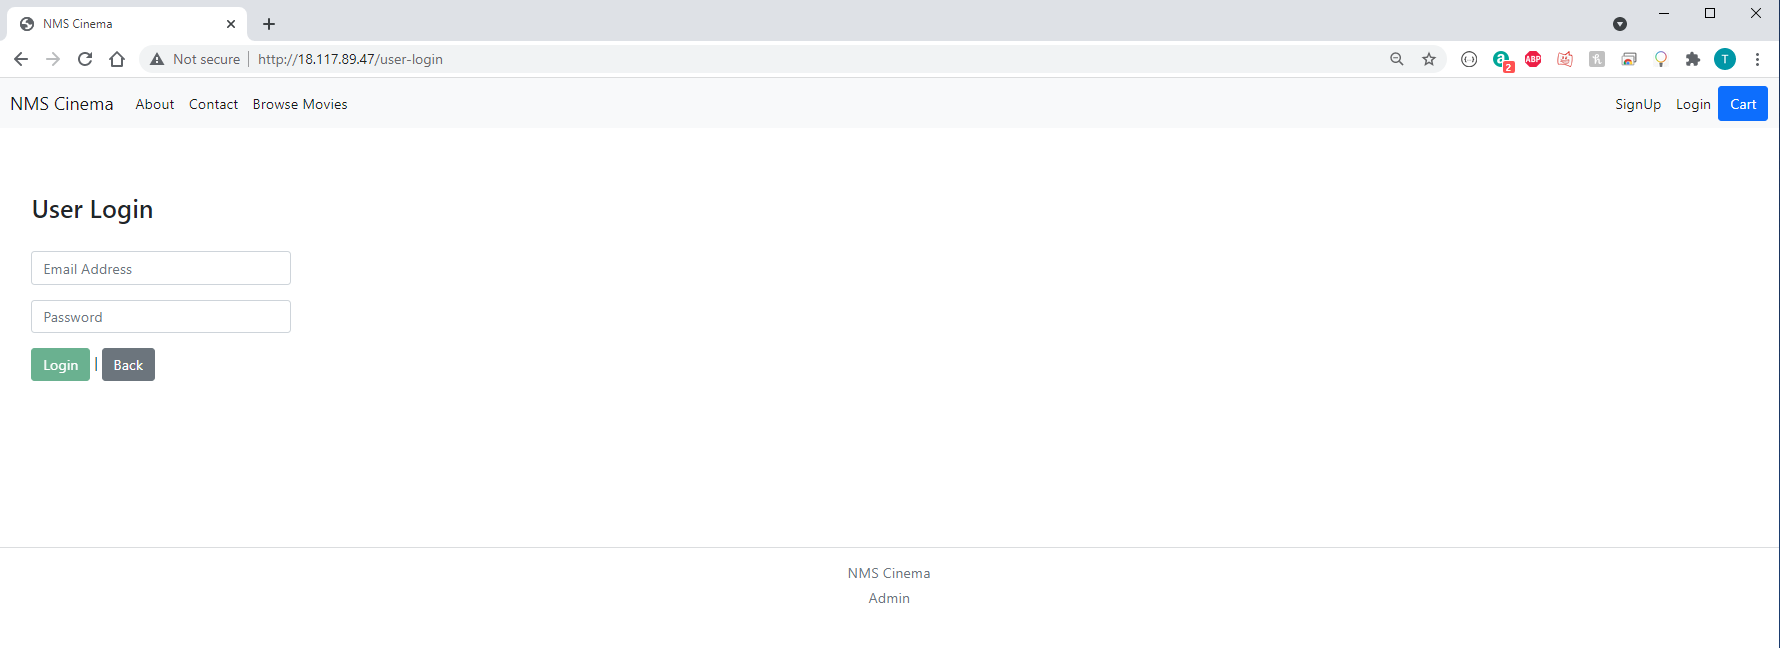 NMS Cinema
Not secure http://18.117.89.47/user-login
2 ABP T
NMS Cinema About Contact Browse Movies SignUp Login Cart
User Login
Email Address
Password
Login | Back
NMS Cinema
Admin